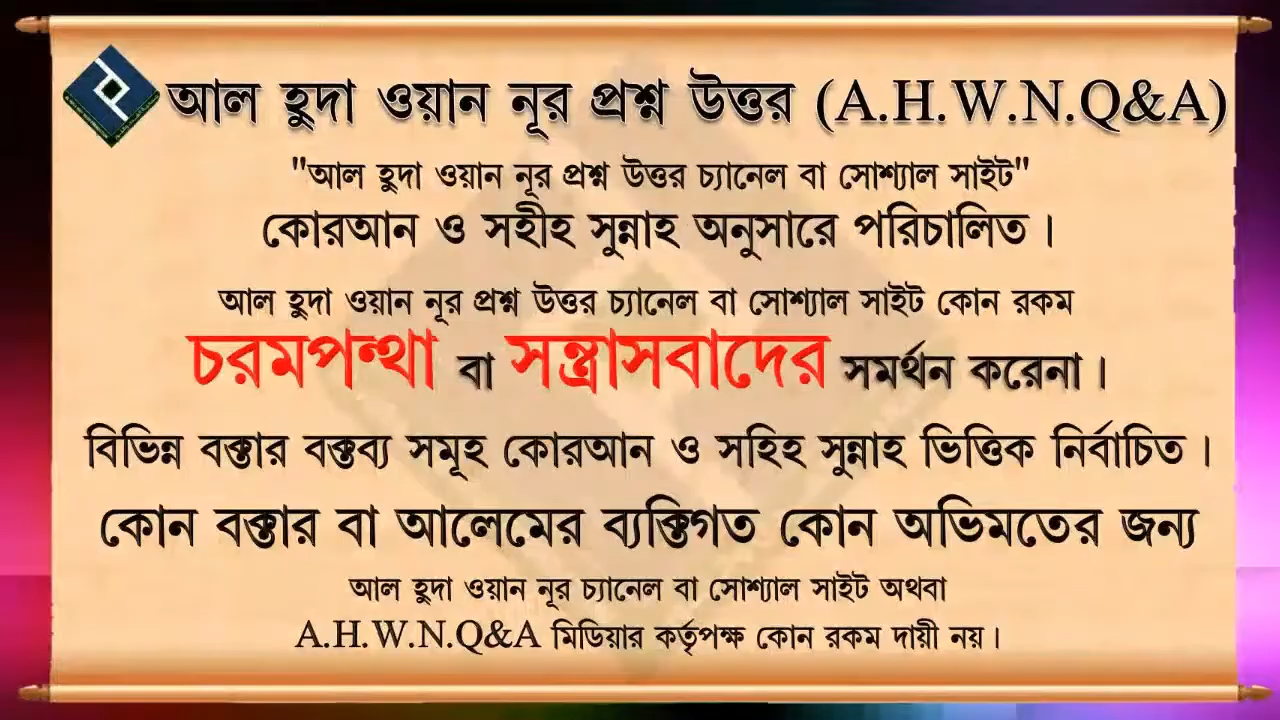 আল হুদা ওয়ান নূর প্রশ্ন উত্তর (A.H.W.N.Q&A)
"আল হুদা ওয়ান নূর প্রশ্ন উত্তর চ্যানেল বা সোশ্যাল সাইট"
কোরআন ও সহীহ সুন্নাহ অনুসারে পরিচালিত।
আল হুদা ওয়ান নূর প্রশ্ন উত্তর চ্যানেল বা সোশ্যাল সাইট কোন রকম
চরমপন্থা বা সন্ত্রাসবাদের সমর্থন করেনা।
বিভিন্ন বক্তার বক্তব্য সমূহ কোরআন ও সহিহ সুন্নাহ ভিত্তিক নির্বাচিত।
কোন বক্তার বা আলেমের ব্যক্তিগত কোন অভিমতের জন্য
আল হুদা ওয়ান নূর চ্যানেল বা সোশ্যাল সাইট অথবা
A.H.W.N.Q&A মিডিয়ার কর্তৃপক্ষ কোন রকম দায়ী নয়।